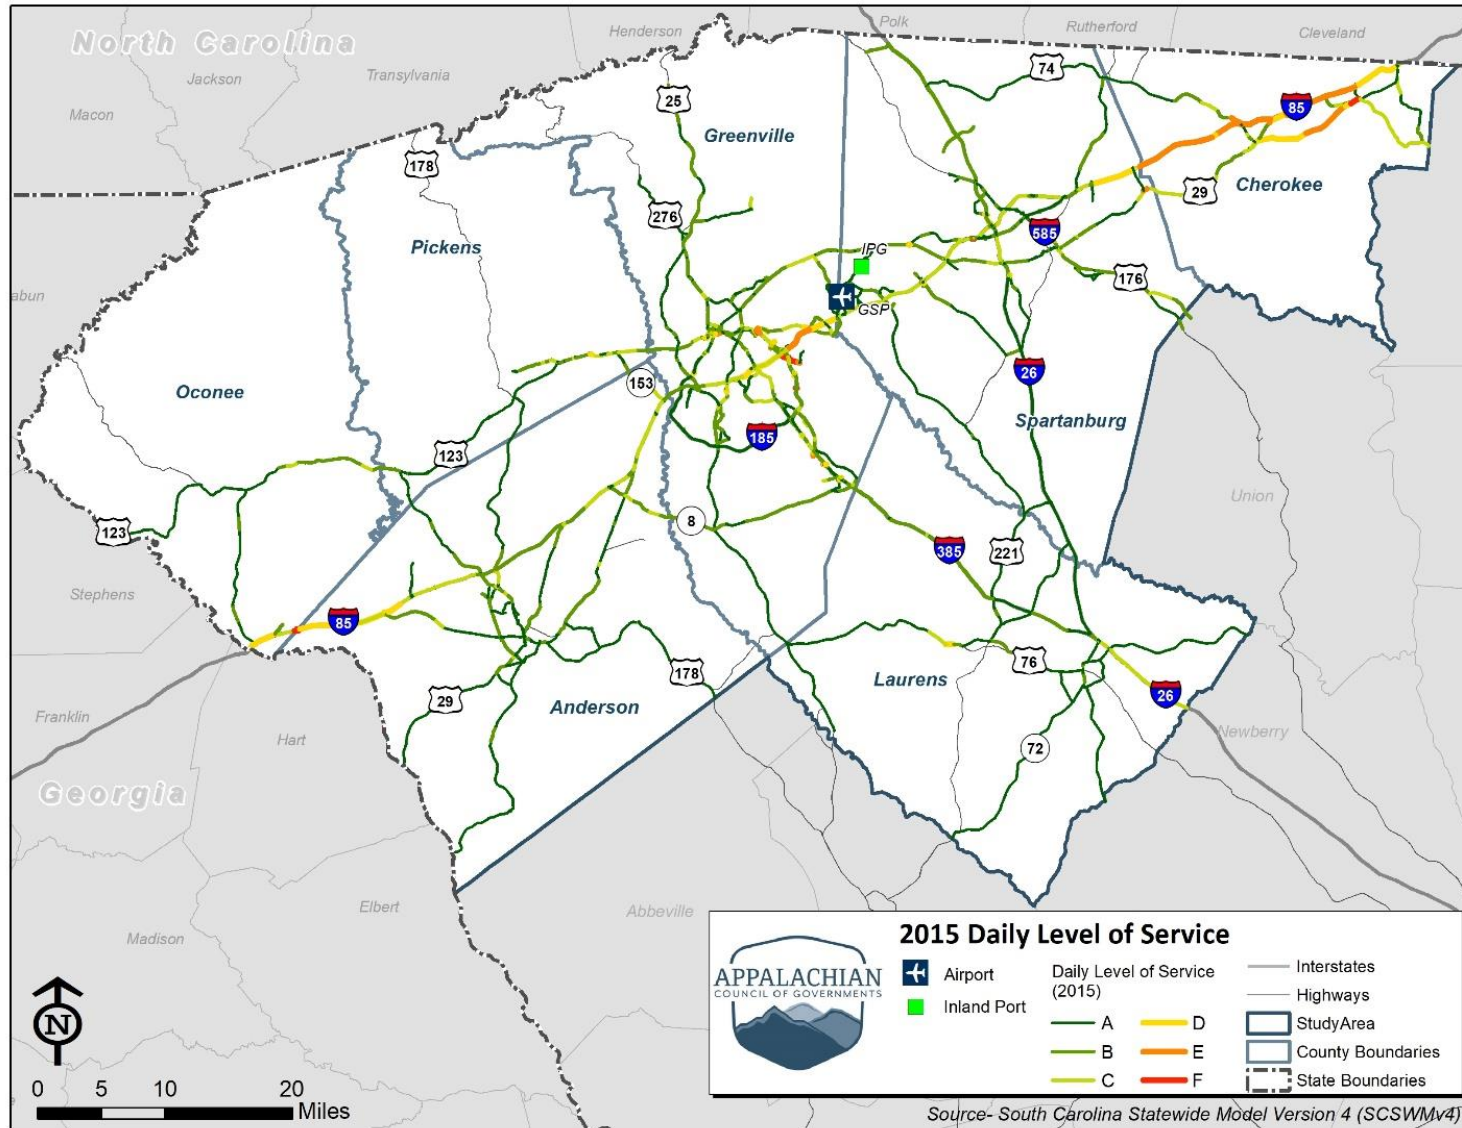 North Carolina
Henderson
Polk
Rutherford
Cleveland
Jackson
Transylvania
Macon
74
25
85
Greenville
178
29
Cherokee
276
Pickens
585
IPG
176
GSP
26
153
Oconee
Spartanburg
185
123
Union
8
123
385
221
Stephens
85
76
178
Laurens
26
29
Anderson
Franklin
Hart
72
Newberry
Georgia
Elbert
Abbeville
Madison
N
0 5 10 20
Miles
2015 Daily Level of Service
APPALACHIAN
COUNCIL OF GOVERNMENTS
Airport
Inland Port
Daily Level of Service
(2015)
A
B
C
D
E
F
Interstates
Highways
StudyArea
County Boundaries
State Boundaries
Source- South Carolina Statewide Model Version 4 (SCSWMv4)